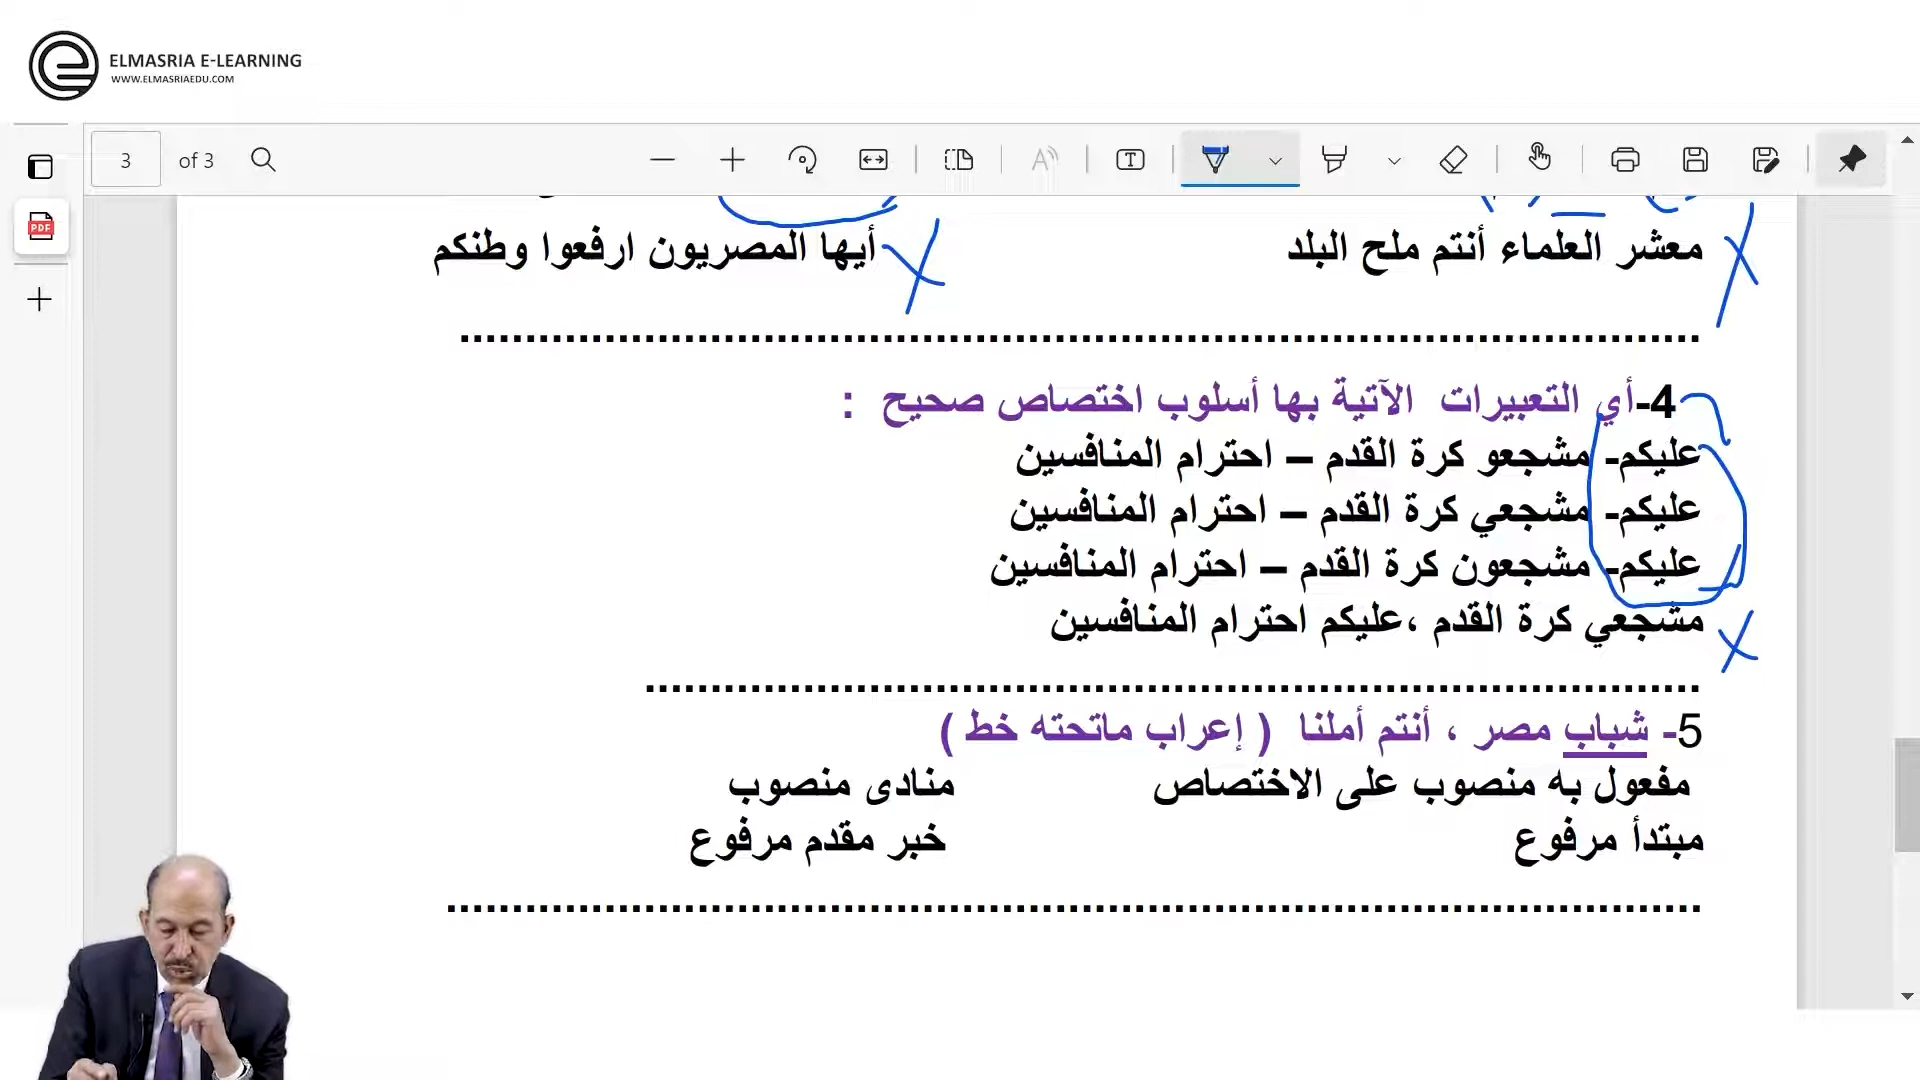 ELMASRIA E-LEARNING
WWW.ELMASRIAEDU.COM
3 of 3
معشر العلماء أنتم ملح البلد أيها المصريون ارفعوا وطنكم
................................................................................
4-أي التعبيرات الآتية بها أسلوب اختصاص صحيح :
عليكم- مشجعو كرة القدم – احترام المنافسين
عليكم- مشجعي كرة القدم – احترام المنافسين
عليكم- مشجعون كرة القدم – احترام المنافسين
مشجعي كرة القدم ،عليكم احترام المنافسين
................................................................................
5- شباب مصر ، أنتم أملنا ( إعراب ماتحته خط )
مفعول به منصوب على الاختصاص منادى منصوب
مبتدأ مرفوع خبر مقدم مرفوع
................................................................................